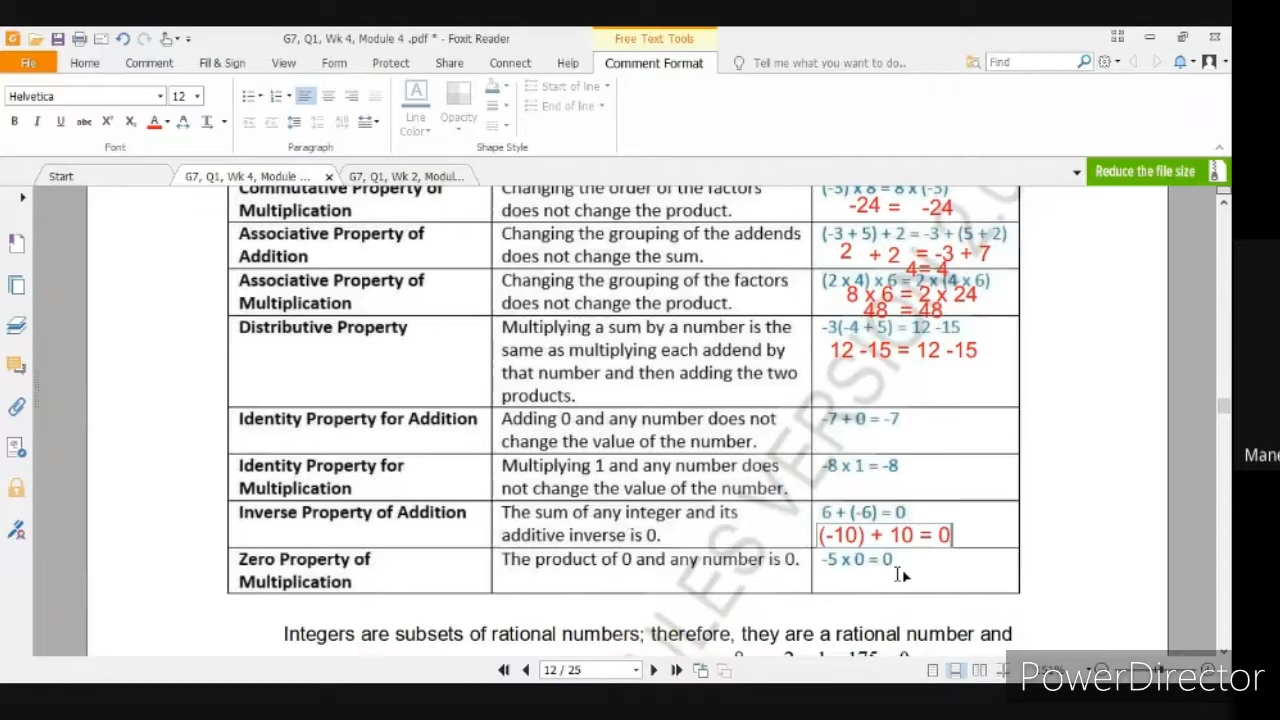 G7, Q1, Wk 4, Module 4 .pdf * - Foxit Reader
Free Text Tools
File Home Comment Fill & Sign View Form Protect Share Connect Help Comment Format Tell me what you want to do.. Find
Helvetica 12
Line Color
Opacity
Start of line
End of line
B I U abc X² X₂ A A T
Font Paragraph Shape Style
Start G7, Q1, Wk 4, Module ... x G7, Q1, Wk 2, Modul... Reduce the file size
Commutative Property of Multiplication
Changing the order of the factors does not change the product.
(-3) x 8 = 8 x (-3)
-24 = -24
Associative Property of Addition
Changing the grouping of the addends does not change the sum.
(-3 + 5) + 2 = -3 + (5 + 2)
2 + 2 = -3 + 7
4= 4
Associative Property of Multiplication
Changing the grouping of the factors does not change the product.
(2 x 4) x 6 = 2 x (4 x 6)
8 x 6 = 2 x 24
48 = 48
Distributive Property
Multiplying a sum by a number is the
same as multiplying each addend by
that number and then adding the two
products.
-3(-4 + 5) = 12 -15
12 -15 = 12 -15
Identity Property for Addition
Adding 0 and any number does not
change the value of the number.
-7 + 0 = -7
Identity Property for
Multiplication
Multiplying 1 and any number does
not change the value of the number.
-8 x 1 = -8
Inverse Property of Addition
The sum of any integer and its
additive inverse is 0.
6 + (-6) = 0
(-10) + 10 = 0
Zero Property of
Multiplication
The product of 0 and any number is 0.
-5 x 0 = 0
Integers are subsets of rational numbers; therefore, they are a rational number and
12 / 25
Mane
PowerDirector